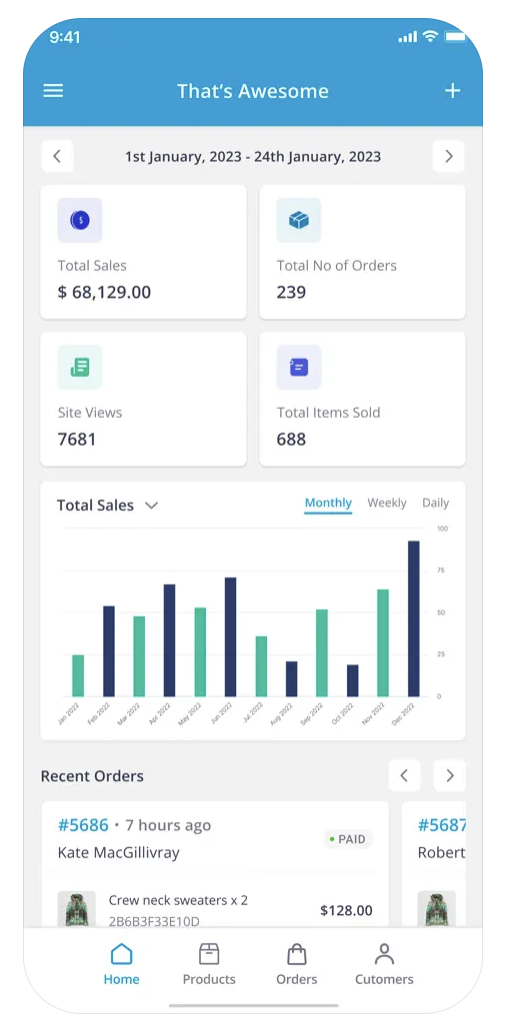 9:41
That's Awesome
1st January, 2023 - 24th January, 2023
$
Total Sales
$ 68,129.00
Total No of Orders
239
Site Views
7681
Total Items Sold
688
Total Sales
Monthly Weekly Daily
100
75
50
25
0
Jan 2022 Feb 2022 Mar 2022 Apr 2022 May 2022 Jun 2022 Jul 2022 Aug 2022 Sep 2022 Oct 2022 Nov 2022 Dec 2022
Recent Orders
#5686 • 7 hours ago
Kate MacGillivray
• PAID
Crew neck sweaters x 2
2B6B3F33E10D
$128.00
#5687
Robert
Home Products Orders Cutomers